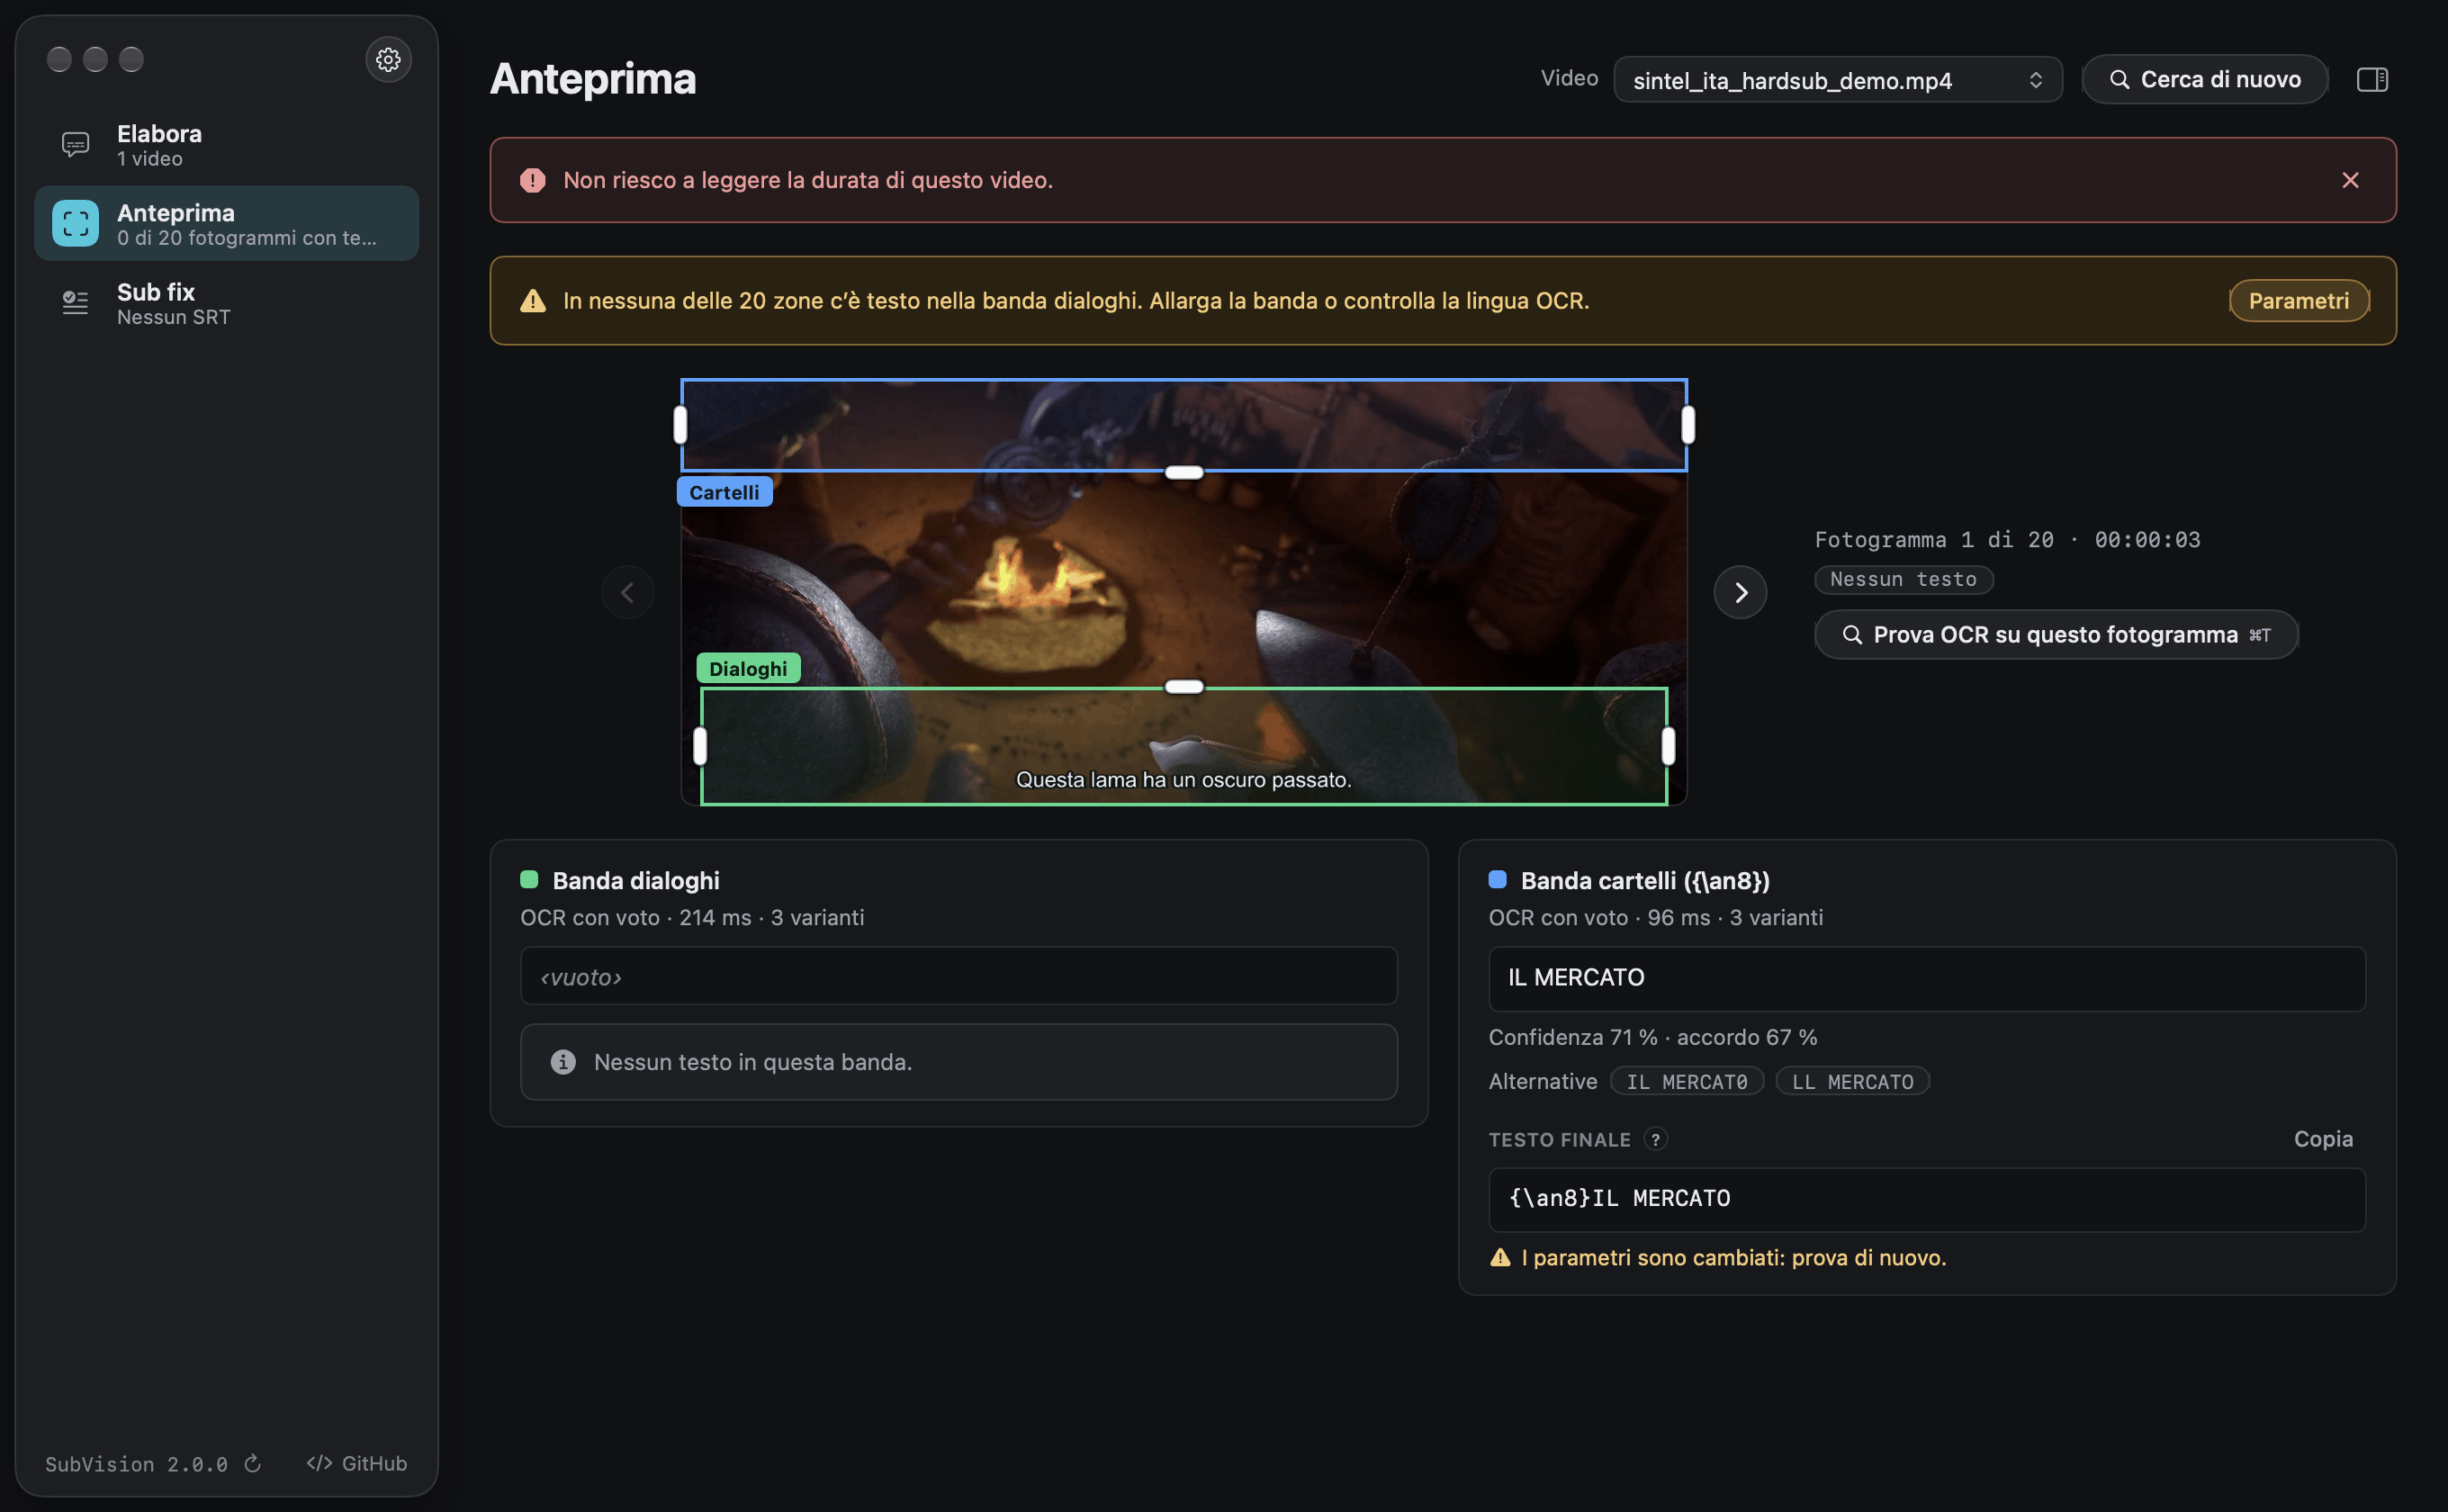 Elabora
1 video
Anteprima
0 di 20 fotogrammi con te…
Sub fix
Nessun SRT
SubVision 2.0.0
GitHub
Anteprima
Video
sintel_ita_hardsub_demo.mp4
Cerca di nuovo
Non riesco a leggere la durata di questo video.
In nessuna delle 20 zone c’è testo nella banda dialoghi. Allarga la banda o controlla la lingua OCR.
Parametri
Cartelli
Dialoghi
Questa lama ha un oscuro passato.
Fotogramma 1 di 20 · 00:00:03
Nessun testo
Prova OCR su questo fotogramma ⌘T
Banda dialoghi
OCR con voto · 214 ms · 3 varianti
‹vuoto›
Nessun testo in questa banda.
Banda cartelli ({\an8})
OCR con voto · 96 ms · 3 varianti
IL MERCATO
Confidenza 71 % · accordo 67 %
Alternative IL MERCAT0 LL MERCATO
TESTO FINALE ?
Copia
{\an8}IL MERCATO
I parametri sono cambiati: prova di nuovo.